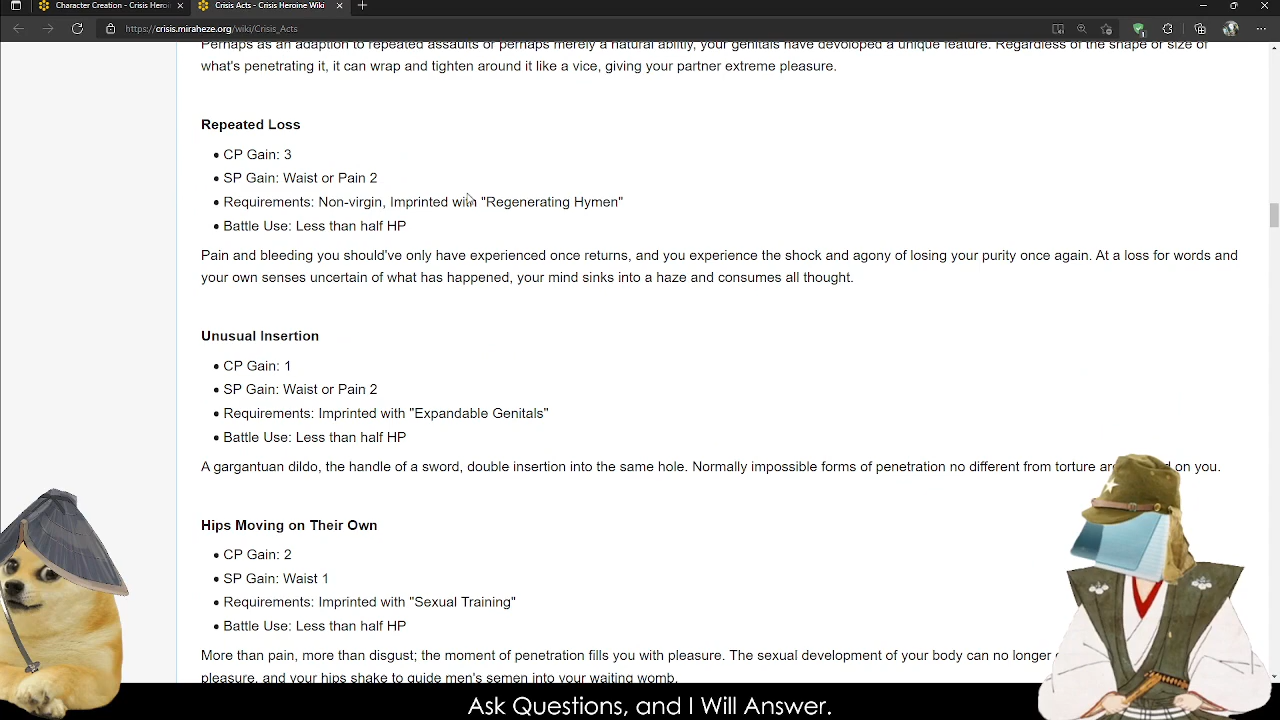 Character Creation - Crisis Heroi
Crisis Acts - Crisis Heroine Wiki
https://crisis.miraheze.org/wiki/Crisis_Acts
Perhaps as an adaption to repeated assaults or perhaps merely a natural ability, your genitals have devoloped a unique feature. Regardless of the shape or size of
what's penetrating it, it can wrap and tighten around it like a vice, giving your partner extreme pleasure.
Repeated Loss
• CP Gain: 3
• SP Gain: Waist or Pain 2
• Requirements: Non-virgin, Imprinted with "Regenerating Hymen"
• Battle Use: Less than half HP
Pain and bleeding you should've only have experienced once returns, and you experience the shock and agony of losing your purity once again. At a loss for words and
your own senses uncertain of what has happened, your mind sinks into a haze and consumes all thought.
Unusual Insertion
• CP Gain: 1
• SP Gain: Waist or Pain 2
• Requirements: Imprinted with "Expandable Genitals"
• Battle Use: Less than half HP
A gargantuan dildo, the handle of a sword, double insertion into the same hole. Normally impossible forms of penetration no different from torture are on you.
Hips Moving on Their Own
• CP Gain: 2
• SP Gain: Waist 1
• Requirements: Imprinted with "Sexual Training"
• Battle Use: Less than half HP
More than pain, more than disgust; the moment of penetration fills you with pleasure. The sexual development of your body can no longer
pleasure, and your hips shake to guide men's semen into your waiting womb.
Ask Questions, and I Will Answer.